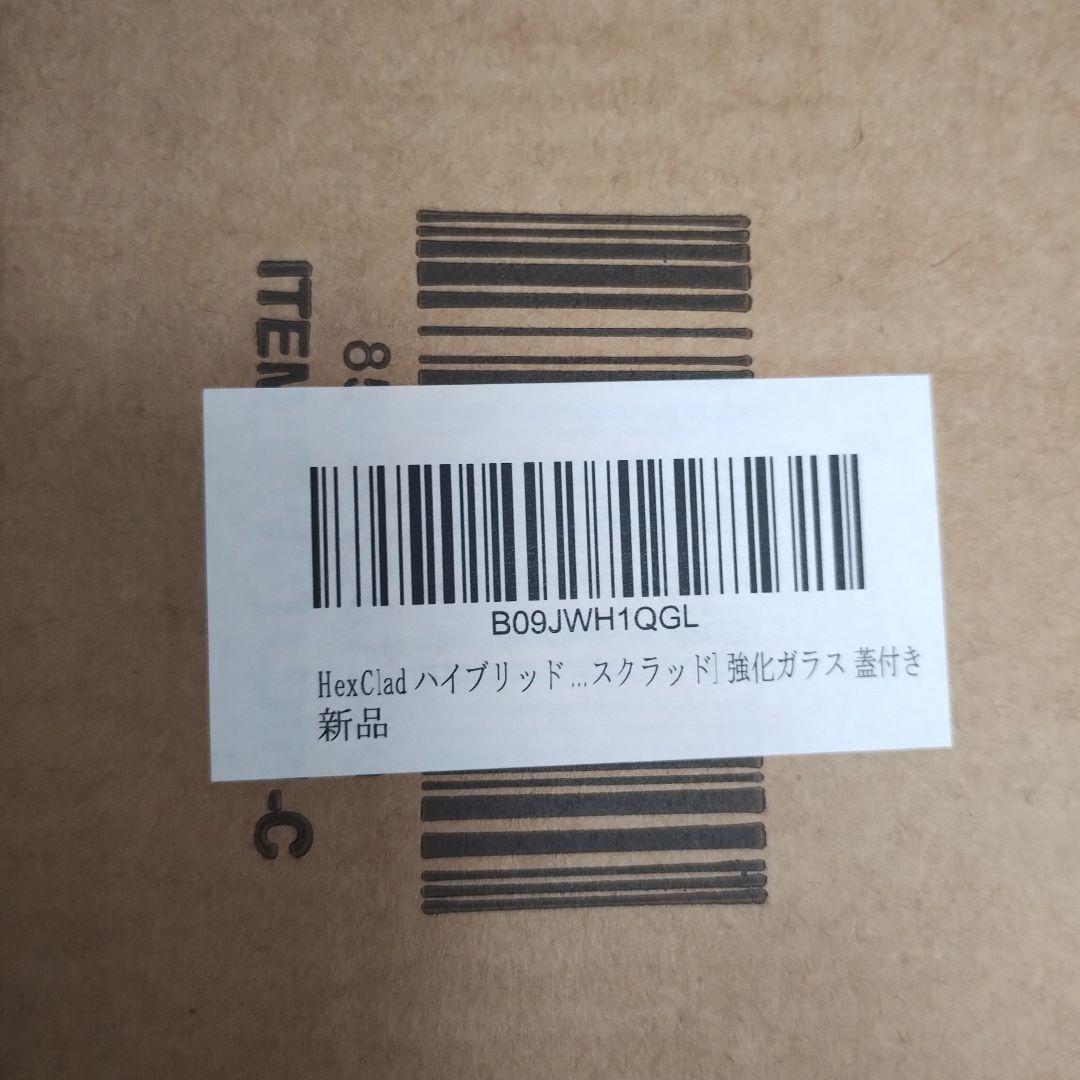 B09JWH1QGL
HexClad ハイブリッド ...スクラッド] 強化ガラス 蓋付き
新品
ITEM
-C